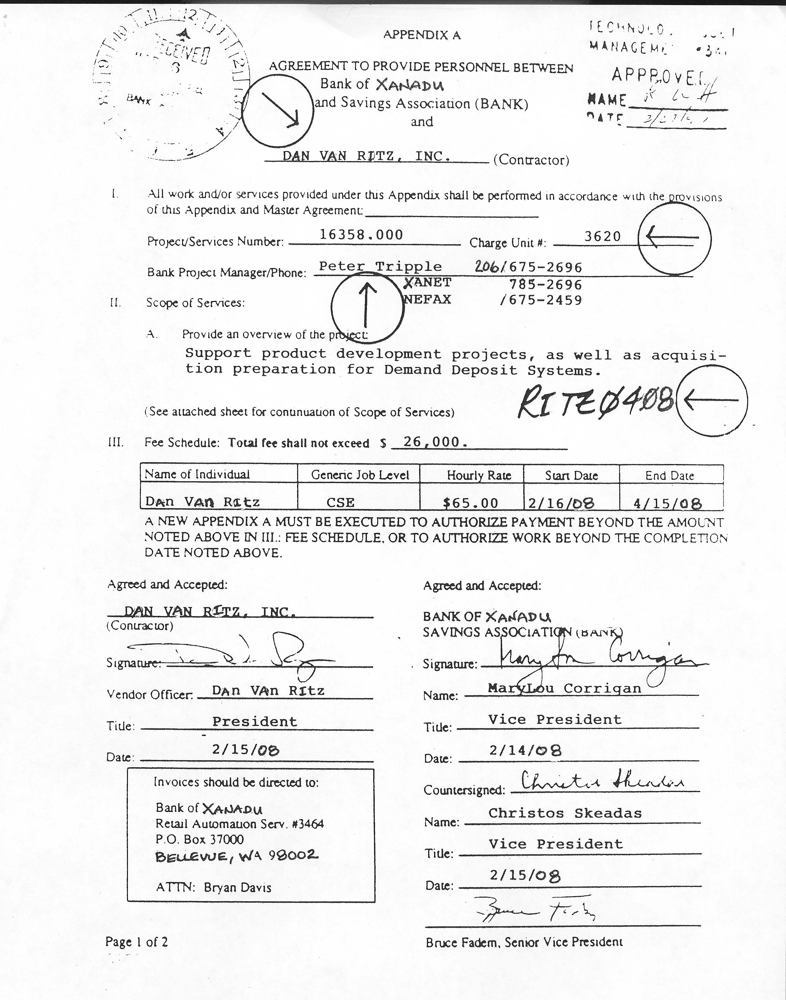 RECEIVED
BANK
APPENDIX A
MANAGEME
APPROVED
NAME
DATE
AGREEMENT TO PROVIDE PERSONNEL BETWEEN
Bank of XANADU
and Savings Association (BANK)
and
DAN VAN RITZ, INC. (Contractor)
I. All work and/or services provided under this Appendix shall be performed in accordance with the provisions
of this Appendix and Master Agreement:
Project/Services Number: 16358.000 Charge Unit #: 3620
Bank Project Manager/Phone: Peter Tripple 206/675-2696
XANET 785-2696
NEFAX /675-2459
II. Scope of Services:
A. Provide an overview of the project:
Support product development projects, as well as acquisi-
tion preparation for Demand Deposit Systems.
RITZ0408
(See attached sheet for continuation of Scope of Services)
III. Fee Schedule: Total fee shall not exceed $ 26,000.
Name of Individual Generic Job Level Hourly Rate Start Date End Date
Dan Van Ritz CSE $65.00 2/16/08 4/15/08
A NEW APPENDIX A MUST BE EXECUTED TO AUTHORIZE PAYMENT BEYOND THE AMOUNT
NOTED ABOVE IN III.: FEE SCHEDULE, OR TO AUTHORIZE WORK BEYOND THE COMPLETION
DATE NOTED ABOVE.
Agreed and Accepted:
DAN VAN RITZ, INC.
(Contractor)
Signature:
Vendor Officer: Dan Van Ritz
Title: President
Date: 2/15/08
Invoices should be directed to:
Bank of XANADU
Retail Automation Serv. #3464
P.O. Box 37000
BELLEVUE, WA 98002
ATTN: Bryan Davis
Page 1 of 2
Agreed and Accepted:
BANK OF XANADU
SAVINGS ASSOCIATION (BANK)
Signature: Mary Lou Corrigan
Name: MaryLou Corrigan
Title: Vice President
Date: 2/14/08
Countersigned: Christos Skeadas
Name: Christos Skeadas
Title: Vice President
Date: 2/15/08
Bruce Fadem, Senior Vice President